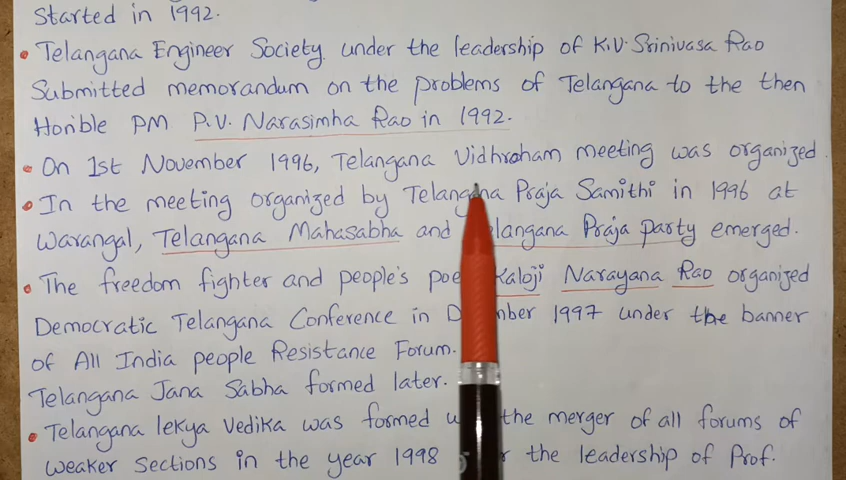 Started in 1992.
• Telangana Engineer Society under the leadership of K.V. Srinivasa Rao
Submitted memorandum on the problems of Telangana to the then
Hon'ble PM P.V. Narasimha Rao in 1992.
• On 1st November 1996, Telangana Vidhroham meeting was organized
• In the meeting organized by Telangana Praja Samithi in 1996 at
Warangal, Telangana Mahasabha and Praja party emerged.
• The freedom fighter and people's Kaloji Narayana Rao organized
Democratic Telangana Conference in 1997 under the banner
of All India people Resistance Forum.
Telangana Jana Sabha formed later.
• Telangana Iekya Vedika was formed the merger of all forums of
weaker sections in the year 1998 the leadership of Prof.